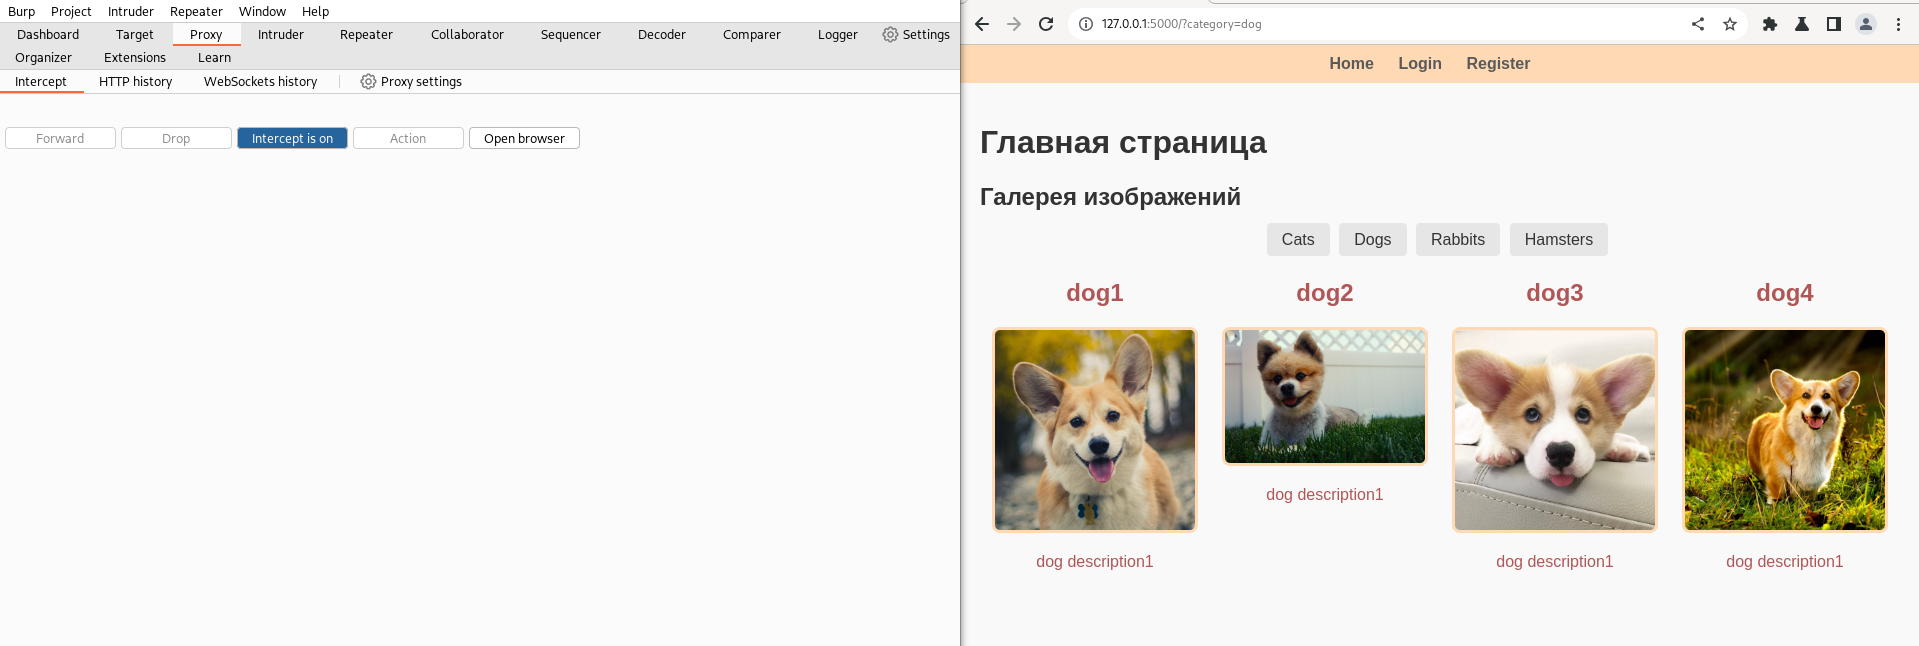 Burp Project Intruder Repeater Window Help
Dashboard Target Proxy Intruder Repeater Collaborator Sequencer Decoder Comparer Logger Settings
Organizer Extensions Learn
Intercept HTTP history WebSockets history Proxy settings
Forward Drop Intercept is on Action Open browser
127.0.0.1:5000/?category=dog
Home Login Register
Главная страница
Галерея изображений
Cats Dogs Rabbits Hamsters
dog1 dog2 dog3 dog4
dog description1
dog description1 dog description1 dog description1